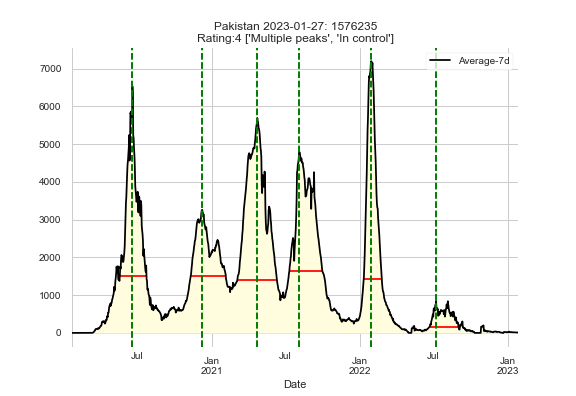 Pakistan 2023-01-27: 1576235
Rating:4 ['Multiple peaks', 'In control']
Average-7d
7000
6000
5000
4000
3000
2000
1000
0
Jul
Jan
2021
Jul
Jan
2022
Jul
Jan
2023
Date